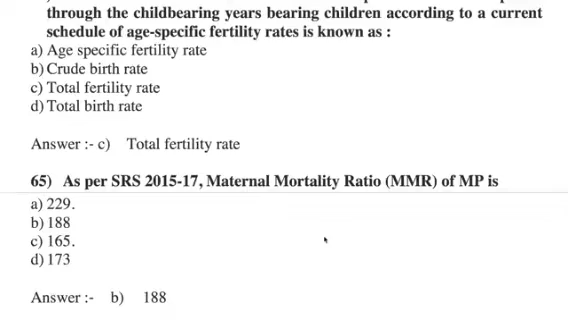 through the childbearing years bearing children according to a current
schedule of age-specific fertility rates is known as :
a) Age specific fertility rate
b) Crude birth rate
c) Total fertility rate
d) Total birth rate
Answer :- c) Total fertility rate
65) As per SRS 2015-17, Maternal Mortality Ratio (MMR) of MP is
a) 229.
b) 188
c) 165.
d) 173
Answer :- b) 188